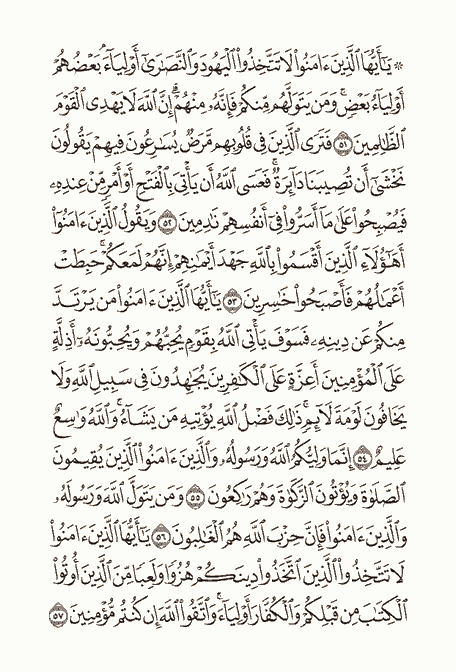 ۞ يَٰٓأَيُّهَا ٱلَّذِينَ ءَامَنُوا۟ لَا تَتَّخِذُوا۟ ٱلْيَهُودَ وَٱلنَّصَٰرَىٰٓ أَوْلِيَآءَ ۘ بَعْضُهُمْ
أَوْلِيَآءُ بَعْضٍ ۚ وَمَن يَتَوَلَّهُم مِّنكُمْ فَإِنَّهُۥ مِنْهُمْ ۗ إِنَّ ٱللَّهَ لَا يَهْدِى ٱلْقَوْمَ
ٱلظَّٰلِمِينَ ٥١ فَتَرَى ٱلَّذِينَ فِى قُلُوبِهِم مَّرَضٌ يُسَٰرِعُونَ فِيهِمْ يَقُولُونَ
نَخْشَىٰٓ أَن تُصِيبَنَا دَآئِرَةٌ ۚ فَعَسَى ٱللَّهُ أَن يَأْتِىَ بِٱلْفَتْحِ أَوْ أَمْرٍ مِّنْ عِندِهِۦ
فَيُصْبِحُوا۟ عَلَىٰ مَآ أَسَرُّوا۟ فِىٓ أَنفُسِهِمْ نَٰدِمِينَ ٥٢ وَيَقُولُ ٱلَّذِينَ ءَامَنُوٓا۟
أَهَٰٓؤُلَآءِ ٱلَّذِينَ أَقْسَمُوا۟ بِٱللَّهِ جَهْدَ أَيْمَٰنِهِمْ ۙ إِنَّهُمْ لَمَعَكُمْ ۚ حَبِطَتْ
أَعْمَٰلُهُمْ فَأَصْبَحُوا۟ خَٰسِرِينَ ٥٣ يَٰٓأَيُّهَا ٱلَّذِينَ ءَامَنُوا۟ مَن يَرْتَدَّ
مِنكُمْ عَن دِينِهِۦ فَسَوْفَ يَأْتِى ٱللَّهُ بِقَوْمٍ يُحِبُّهُمْ وَيُحِبُّونَهُۥٓ أَذِلَّةٍ
عَلَى ٱلْمُؤْمِنِينَ أَعِزَّةٍ عَلَى ٱلْكَٰفِرِينَ يُجَٰهِدُونَ فِى سَبِيلِ ٱللَّهِ وَلَا
يَخَافُونَ لَوْمَةَ لَآئِمٍ ۚ ذَٰلِكَ فَضْلُ ٱللَّهِ يُؤْتِيهِ مَن يَشَآءُ ۚ وَٱللَّهُ وَٰسِعٌ
عَلِيمٌ ٥٤ إِنَّمَا وَلِيُّكُمُ ٱللَّهُ وَرَسُولُهُۥ وَٱلَّذِينَ ءَامَنُوا۟ ٱلَّذِينَ يُقِيمُونَ
ٱلصَّلَوٰةَ وَيُؤْتُونَ ٱلزَّكَوٰةَ وَهُمْ رَٰكِعُونَ ٥٥ وَمَن يَتَوَلَّ ٱللَّهَ وَرَسُولَهُۥ
وَٱلَّذِينَ ءَامَنُوا۟ فَإِنَّ حِزْبَ ٱللَّهِ هُمُ ٱلْغَٰلِبُونَ ٥٦ يَٰٓأَيُّهَا ٱلَّذِينَ ءَامَنُوا۟
لَا تَتَّخِذُوا۟ ٱلَّذِينَ ٱتَّخَذُوا۟ دِينَكُمْ هُزُوًا وَلَعِبًا مِّنَ ٱلَّذِينَ أُوتُوا۟
ٱلْكِتَٰبَ مِن قَبْلِكُمْ وَٱلْكُفَّارَ أَوْلِيَآءَ ۚ وَٱتَّقُوا۟ ٱللَّهَ إِن كُنتُم مُّؤْمِنِينَ ٥٧